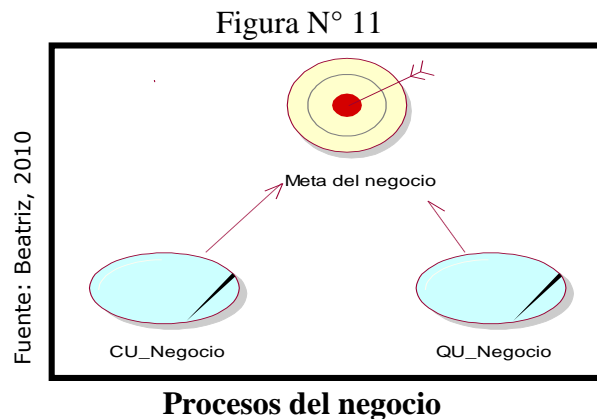 Figura N° 11
Fuente: Beatriz, 2010
Meta del negocio
CU_Negocio
QU_Negocio
Procesos del negocio